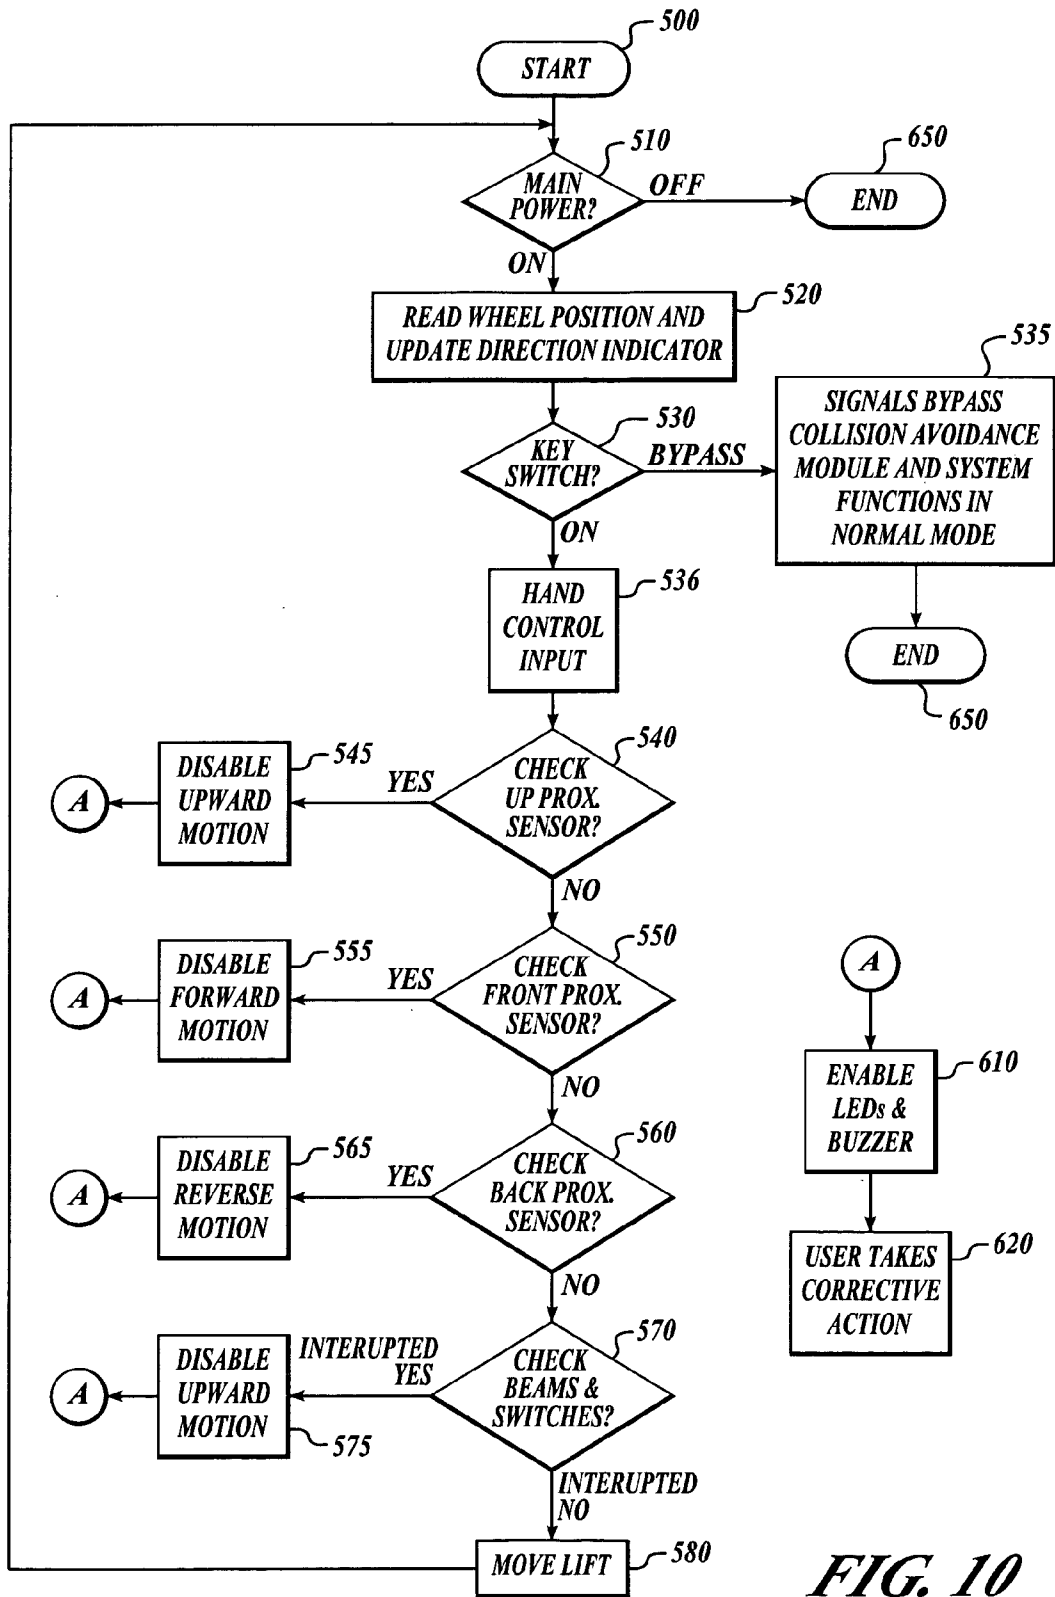 500
START
510
MAIN
POWER?
OFF
650
END
ON
520
READ WHEEL POSITION AND
UPDATE DIRECTION INDICATOR
530
KEY
SWITCH?
BYPASS
535
SIGNALS BYPASS
COLLISION AVOIDANCE
MODULE AND SYSTEM
FUNCTIONS IN
NORMAL MODE
ON
END
650
536
HAND
CONTROL
INPUT
540
CHECK
UP PROX.
SENSOR?
YES
545
DISABLE
UPWARD
MOTION
A
NO
550
CHECK
FRONT PROX.
SENSOR?
YES
555
DISABLE
FORWARD
MOTION
A
NO
560
CHECK
BACK PROX.
SENSOR?
YES
565
DISABLE
REVERSE
MOTION
A
NO
570
CHECK
BEAMS &
SWITCHES?
INTERUPTED
YES
DISABLE
UPWARD
MOTION
575
A
INTERUPTED
NO
MOVE LIFT
580
A
610
ENABLE
LEDs &
BUZZER
620
USER TAKES
CORRECTIVE
ACTION
FIG. 10